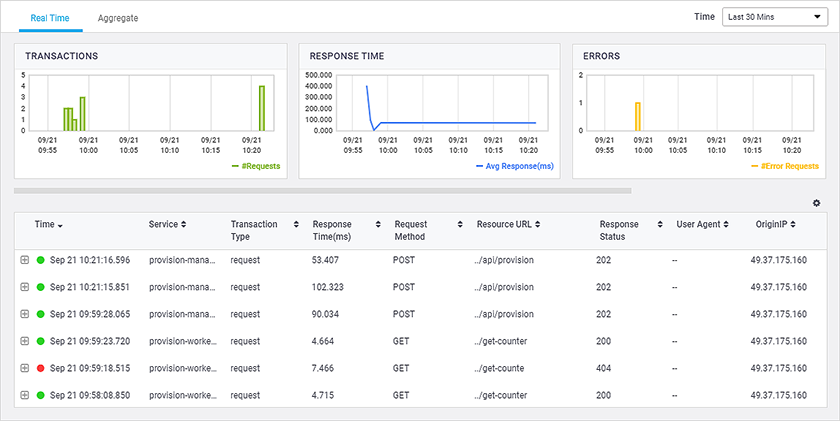 Real Time Aggregate Time Last 30 Mins
TRANSACTIONS
5
4
3
2
1
0
09/21 09/21 09/21 09/21 09/21 09/21
09:55 10:00 10:05 10:10 10:15 10:20
#Requests
RESPONSE TIME
500.000
400.000
300.000
200.000
100.000
0.000
09/21 09/21 09/21 09/21 09/21 09/21
09:55 10:00 10:05 10:10 10:15 10:20
Avg Response(ms)
ERRORS
2
1
0
09/21 09/21 09/21 09/21 09/21 09/21
09:55 10:00 10:05 10:10 10:15 10:20
#Error Requests
Time Service Transaction Type Response Time(ms) Request Method Resource URL Response Status User Agent OriginIP
Sep 21 10:21:16.596 provision-mana... request 53.407 POST ../api/provision 202 -- 49.37.175.160
Sep 21 10:21:15.851 provision-mana... request 102.323 POST ../api/provision 202 -- 49.37.175.160
Sep 21 09:59:28.065 provision-mana... request 90.034 POST ../api/provision 202 -- 49.37.175.160
Sep 21 09:59:23.720 provision-worke... request 4.664 GET ../get-counter 200 -- 49.37.175.160
Sep 21 09:59:18.515 provision-worke... request 7.466 GET ../get-counte 404 -- 49.37.175.160
Sep 21 09:58:08.850 provision-worke... request 4.715 GET ../get-counter 200 -- 49.37.175.160